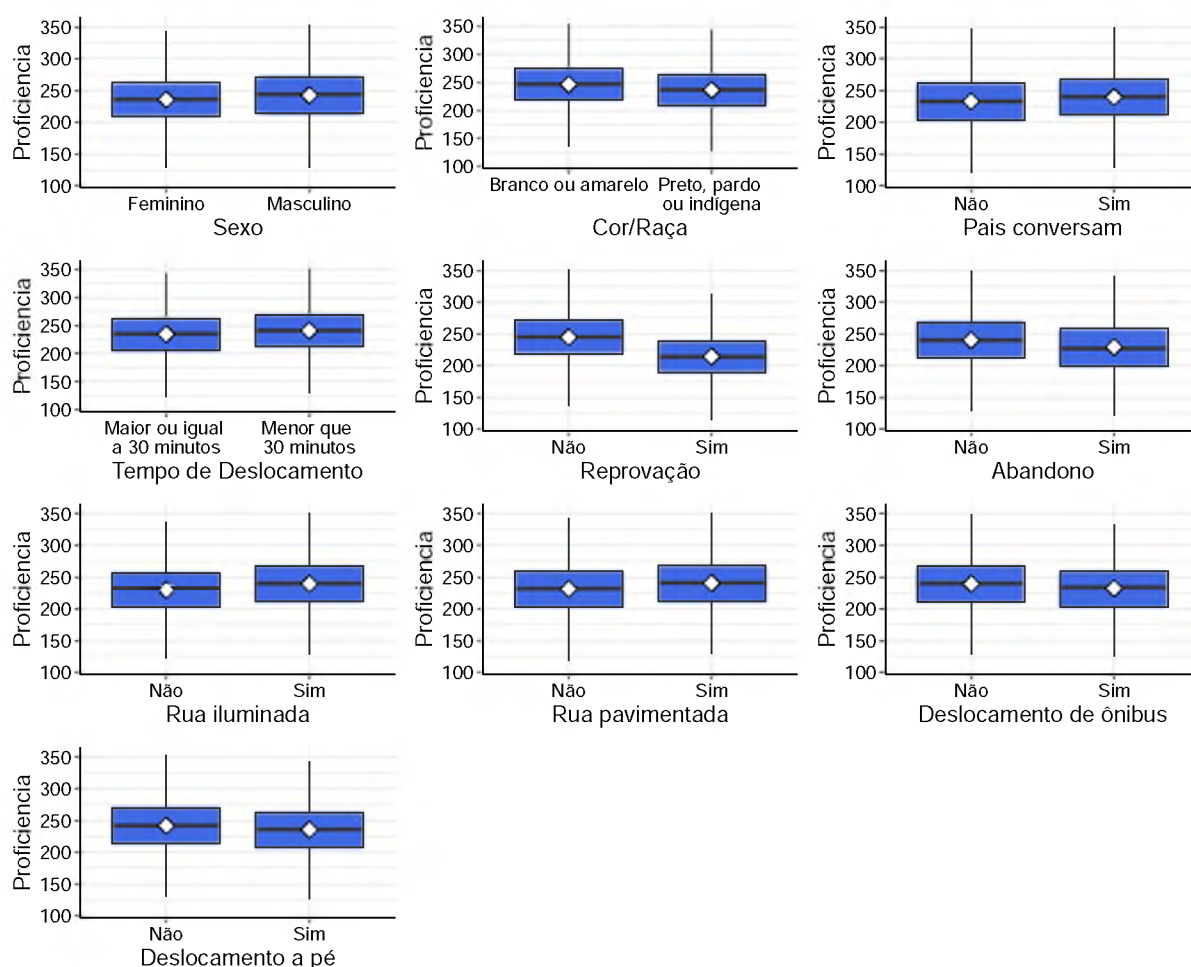 Proficiencia
350
300
250
200
150
100
Feminino Masculino
Sexo
Proficiencia
350
300
250
200
150
100
Branco ou amarelo Preto, pardo
ou indígena
Cor/Raça
Proficiencia
350
300
250
200
150
100
Não Sim
Pais conversam
Proficiencia
350
300
250
200
150
100
Maior ou igual Menor que
a 30 minutos 30 minutos
Tempo de Deslocamento
Proficiencia
350
300
250
200
150
100
Não Sim
Reprovação
Proficiencia
350
300
250
200
150
100
Não Sim
Abandono
Proficiencia
350
300
250
200
150
100
Não Sim
Rua iluminada
Proficiencia
350
300
250
200
150
100
Não Sim
Rua pavimentada
Proficiencia
350
300
250
200
150
100
Não Sim
Deslocamento de ônibus
Proficiencia
350
300
250
200
150
100
Não Sim
Deslocamento a pé